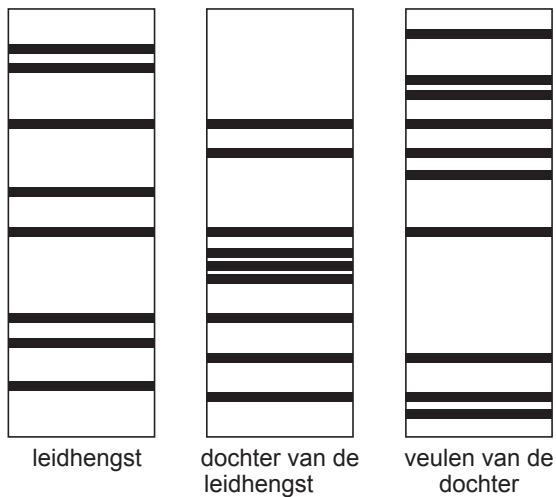 leidhengst
dochter van de
leidhengst
veulen van de
dochter